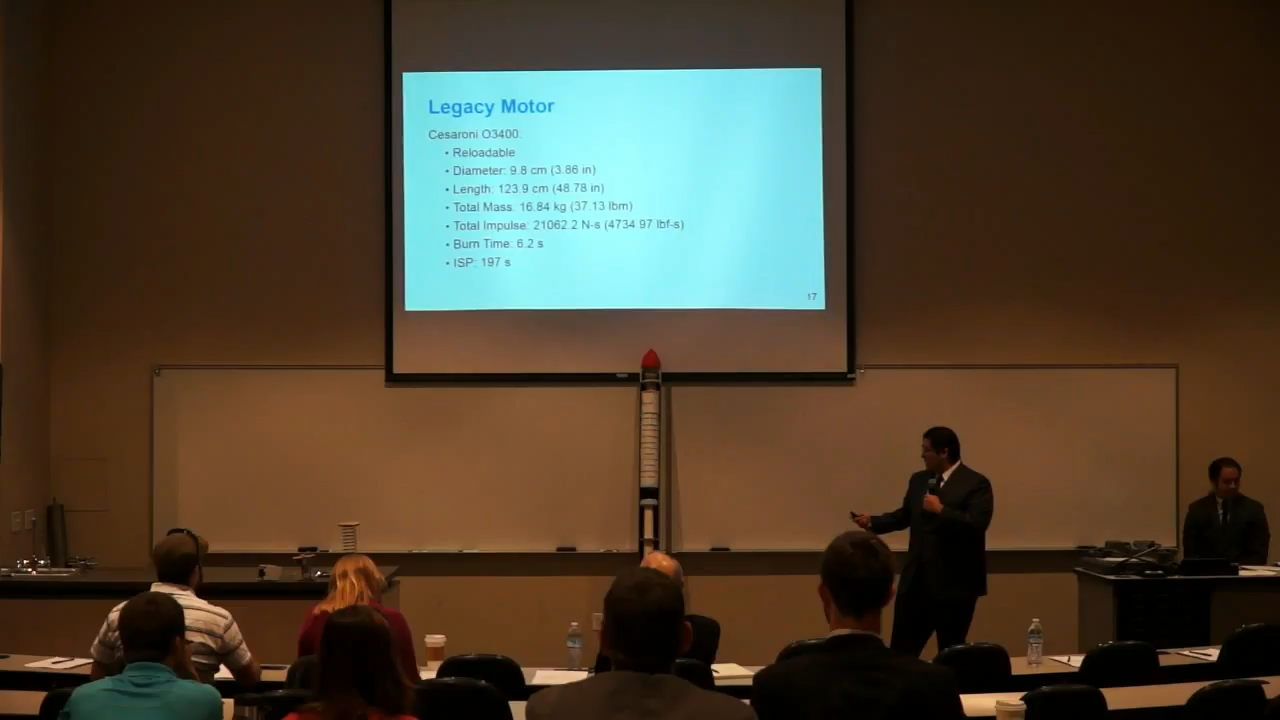 Legacy Motor
Cesaroni O3400:
• Reloadable
• Diameter: 9.8 cm (3.86 in)
• Length: 123.9 cm (48.78 in)
• Total Mass: 16.84 kg (37.13 lbm)
• Total Impulse: 21062.2 N-s (4734.97 lbf-s)
• Burn Time: 6.2 s
• ISP: 197 s
17